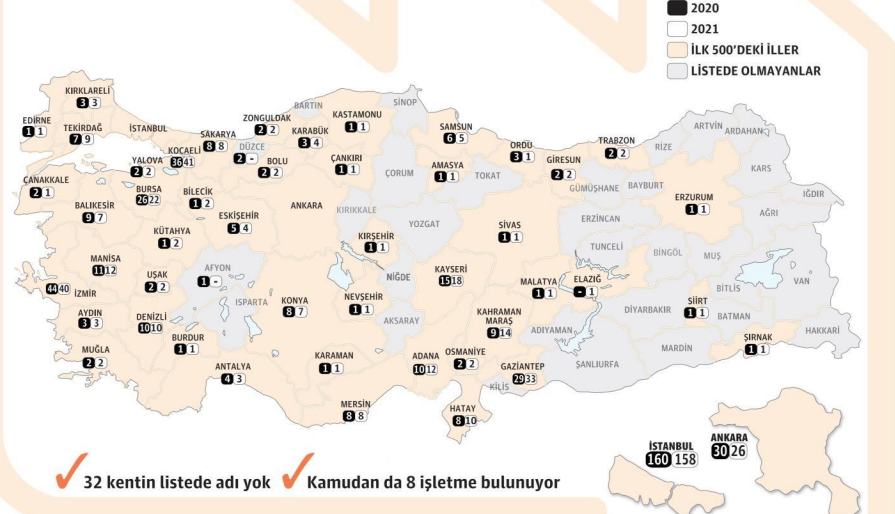 2020
2021
İLK 500'DEKİ İLLER
LİSTEDE OLMAYANLAR
KIRKLARELİ
3 3
EDİRNE
1 1
TEKİRDAĞ
7 9
İSTANBUL
KOCAELİ
36 41
YALOVA
2 2
SAKARYA
8 8
DÜZCE
2 -
ZONGULDAK
2 2
BARTIN
KARABÜK
3 4
BOLU
2 2
KASTAMONU
1 1
SİNOP
ÇANKIRI
1 1
SAMSUN
6 5
AMASYA
1 1
ÇORUM
TOKAT
ORDU
3 1
GİRESUN
2 2
TRABZON
2 2
RİZE
ARTVİN
ARDAHAN
KARS
IĞDIR
GÜMÜŞHANE
BAYBURT
ERZURUM
1 1
AĞRI
ÇANAKKALE
2 1
BALIKESİR
9 7
BURSA
26 22
BİLECİK
1 2
ESKİŞEHİR
5 4
KÜTAHYA
1 2
ANKARA
KIRIKKALE
YOZGAT
KIRŞEHİR
1 1
SİVAS
1 1
ERZİNCAN
TUNCELİ
BİNGÖL
MUŞ
BİTLİS
VAN
MANİSA
11 12
UŞAK
2 2
AFYON
1 -
44 40
İZMİR
AYDIN
3 3
DENİZLİ
10 10
ISPARTA
BURDUR
1 1
MUĞLA
2 2
ANTALYA
4 3
KONYA
8 7
NEVŞEHİR
1 1
NİĞDE
AKSARAY
KAYSERİ
15 18
KARAMAN
1 1
MERSİN
8 8
ADANA
10 12
OSMANİYE
2 2
HATAY
8 10
KAHRAMAN
MARAŞ
9 14
MALATYA
1 1
ELAZIĞ
- 1
ADIYAMAN
GAZİANTEP
29 33
KİLİS
ŞANLIURFA
DİYARBAKIR
MARDİN
BATMAN
SİİRT
1 1
ŞIRNAK
1 1
HAKKARİ
İSTANBUL
160 158
ANKARA
30 26
32 kentin listede adı yok
Kamudan da 8 işletme bulunuyor